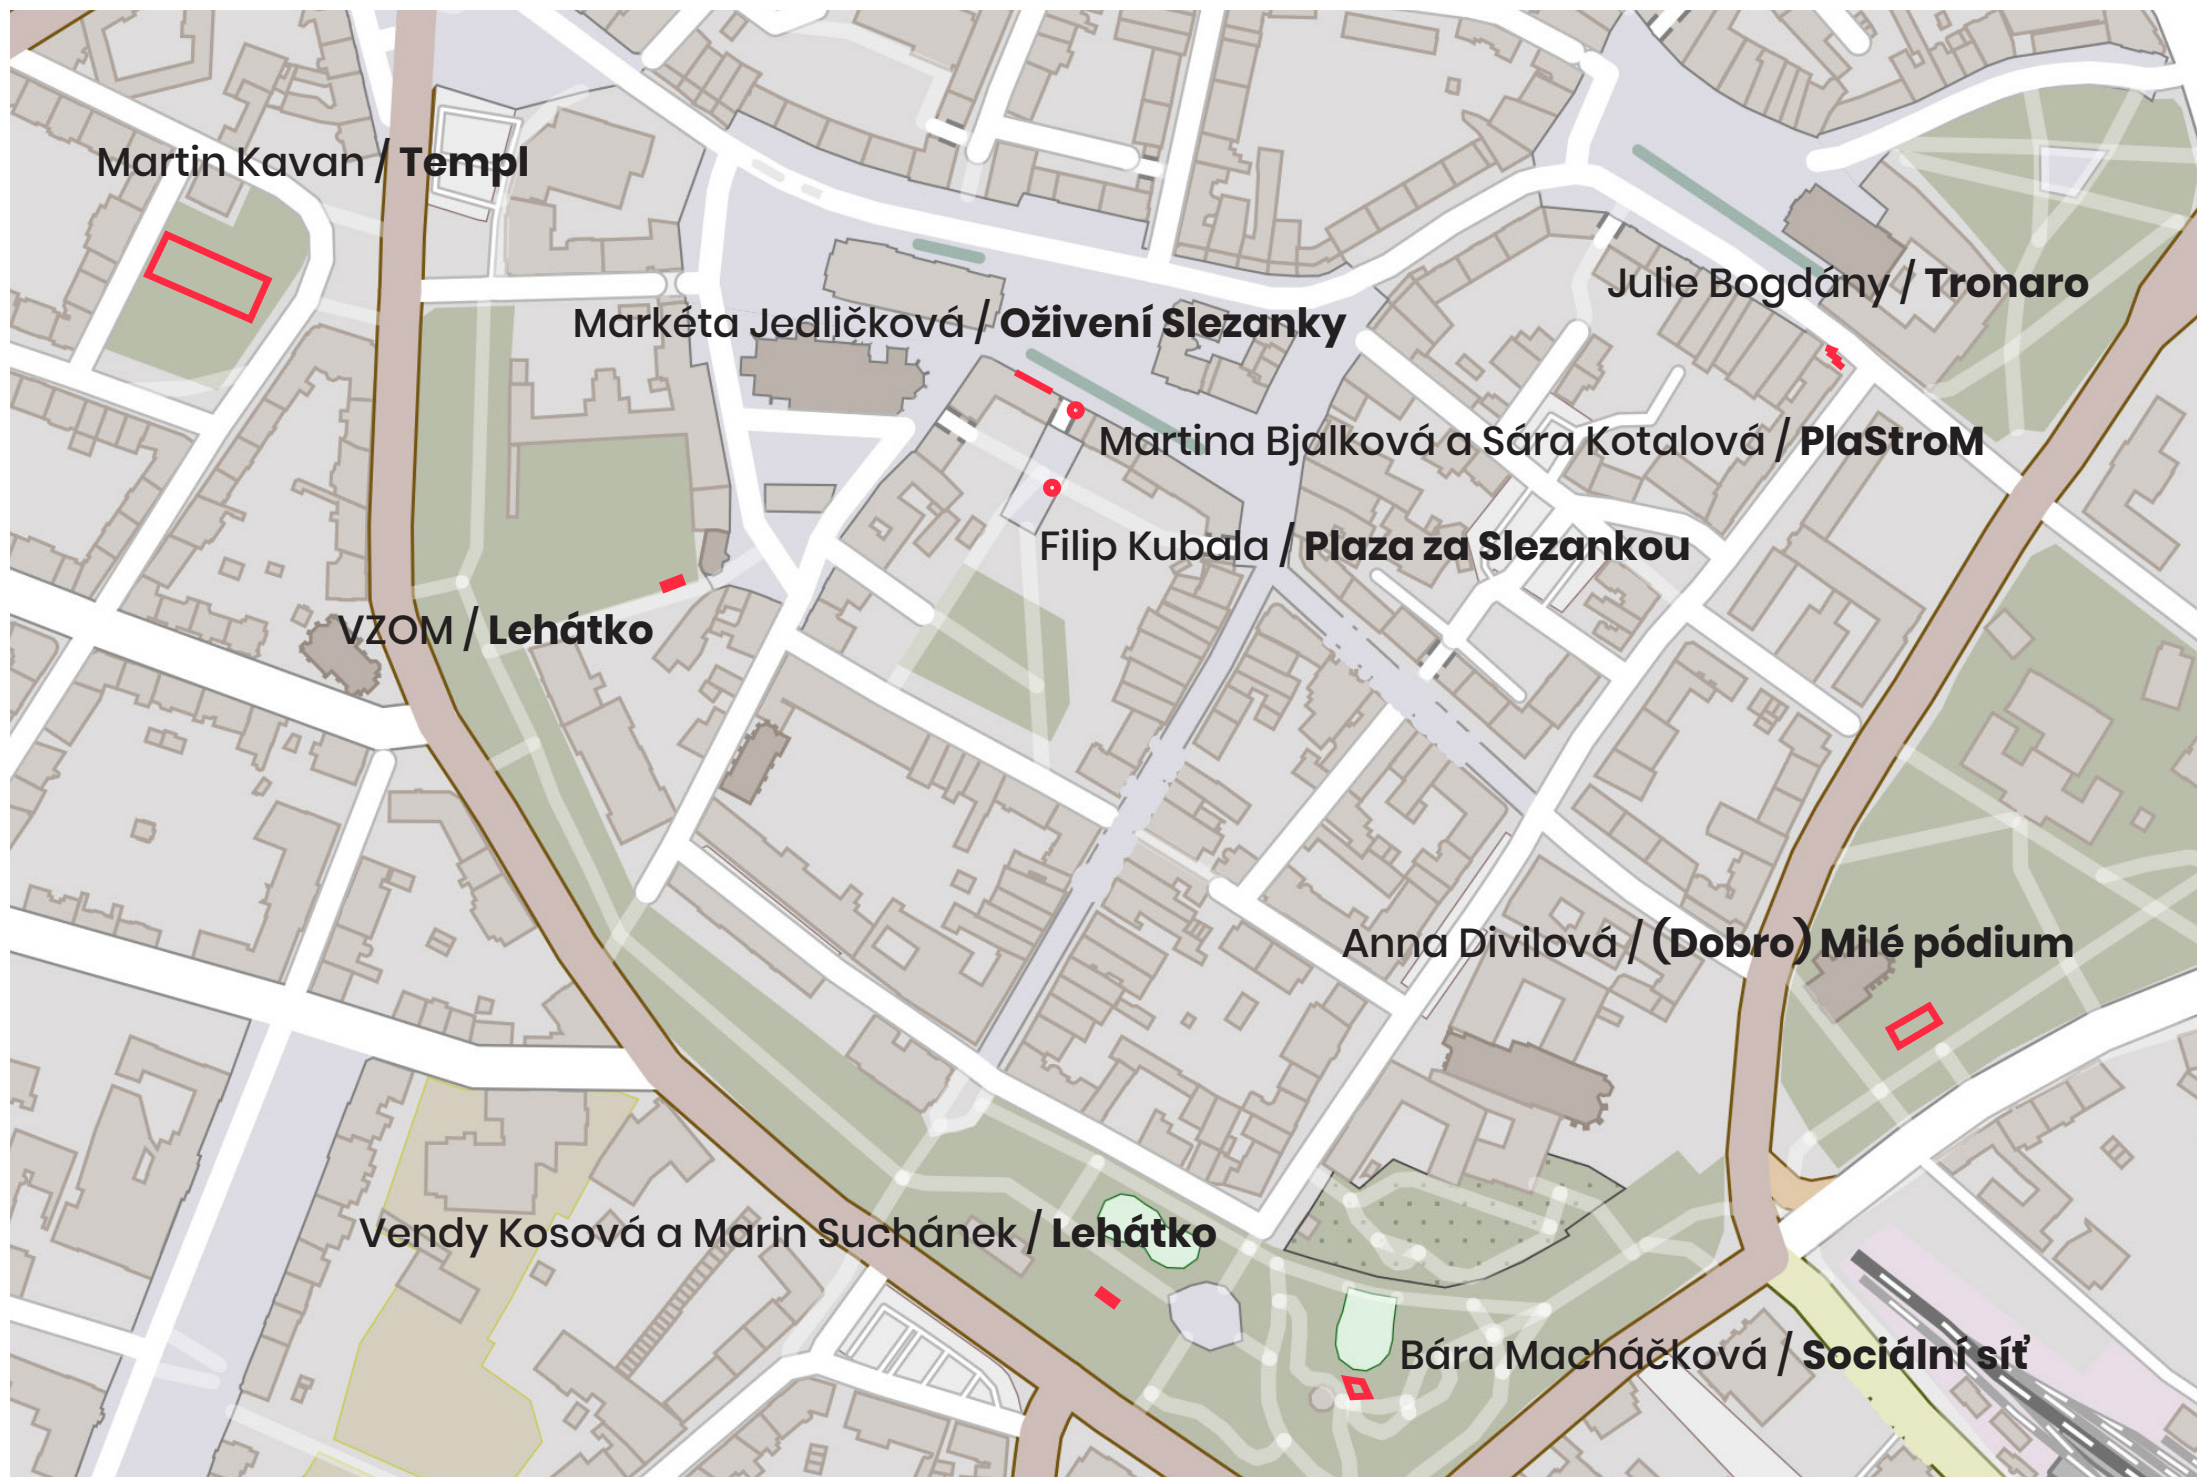 Martin Kavan / Templ
Julie Bogdány / Tronaro
Markéta Jedličková / Oživení Slezanky
Martina Bjalková a Sára Kotalová / PlaStroM
Filip Kubala / Plaza za Slezankou
VZOM / Lehátko
Anna Divilová / (Dobro) Milé pódium
Vendy Kosová a Marin Suchánek / Lehátko
Bára Macháčková / Sociální síť